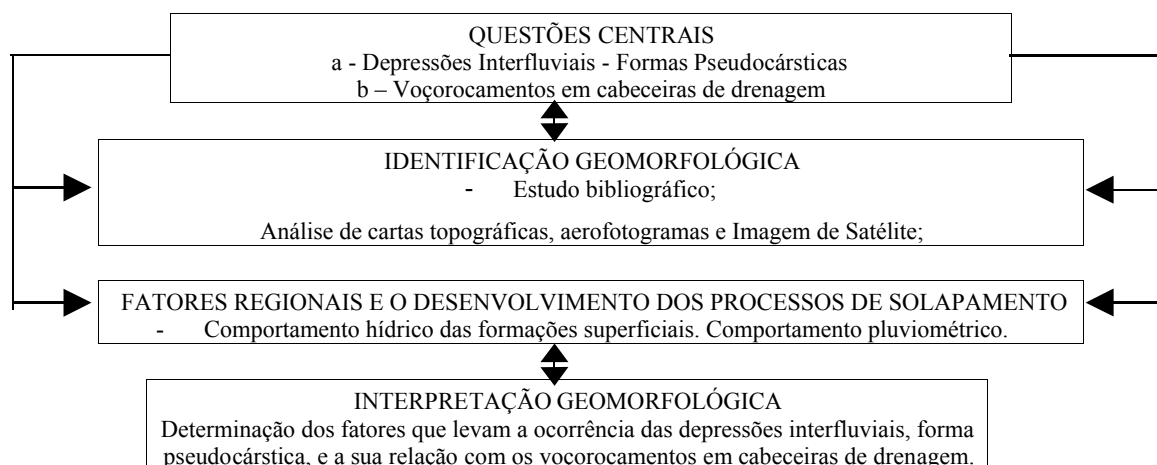 QUESTÕES CENTRAIS
a - Depressões Interfluviais - Formas Pseudocársticas
b – Voçorocamentos em cabeceiras de drenagem
IDENTIFICAÇÃO GEOMORFOLÓGICA
- Estudo bibliográfico;
Análise de cartas topográficas, aerofotogramas e Imagem de Satélite;
FATORES REGIONAIS E O DESENVOLVIMENTO DOS PROCESSOS DE SOLAPAMENTO
- Comportamento hídrico das formações superficiais. Comportamento pluviométrico.
INTERPRETAÇÃO GEOMORFOLÓGICA
Determinação dos fatores que levam a ocorrência das depressões interfluviais, forma
pseudocárstica, e a sua relação com os voçorocamentos em cabeceiras de drenagem.